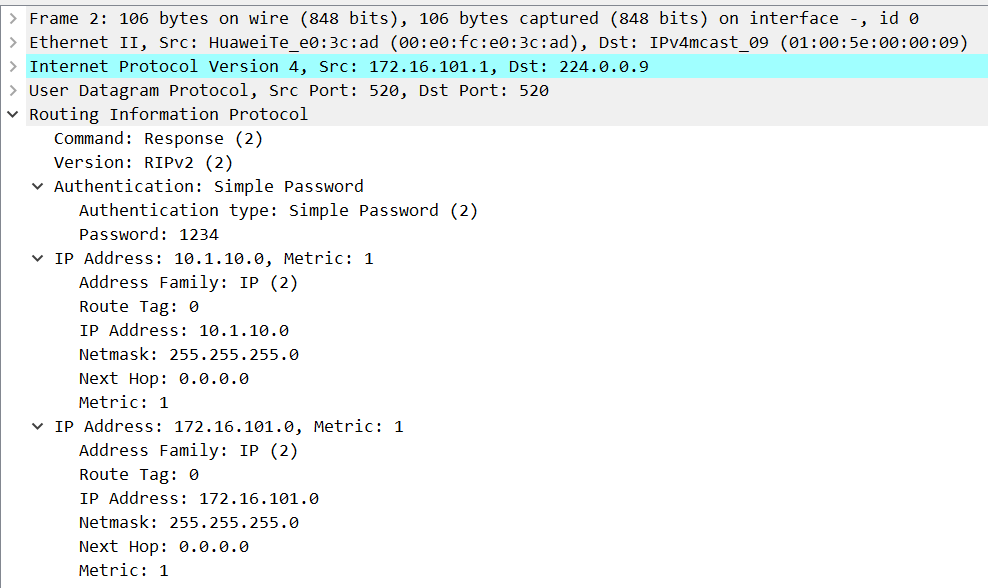 Frame 2: 106 bytes on wire (848 bits), 106 bytes captured (848 bits) on interface -, id 0
Ethernet II, Src: HuaweiTe_e0:3c:ad (00:e0:fc:e0:3c:ad), Dst: IPv4mcast_09 (01:00:5e:00:00:09)
Internet Protocol Version 4, Src: 172.16.101.1, Dst: 224.0.0.9
User Datagram Protocol, Src Port: 520, Dst Port: 520
Routing Information Protocol
Command: Response (2)
Version: RIPv2 (2)
Authentication: Simple Password
Authentication type: Simple Password (2)
Password: 1234
IP Address: 10.1.10.0, Metric: 1
Address Family: IP (2)
Route Tag: 0
IP Address: 10.1.10.0
Netmask: 255.255.255.0
Next Hop: 0.0.0.0
Metric: 1
IP Address: 172.16.101.0, Metric: 1
Address Family: IP (2)
Route Tag: 0
IP Address: 172.16.101.0
Netmask: 255.255.255.0
Next Hop: 0.0.0.0
Metric: 1